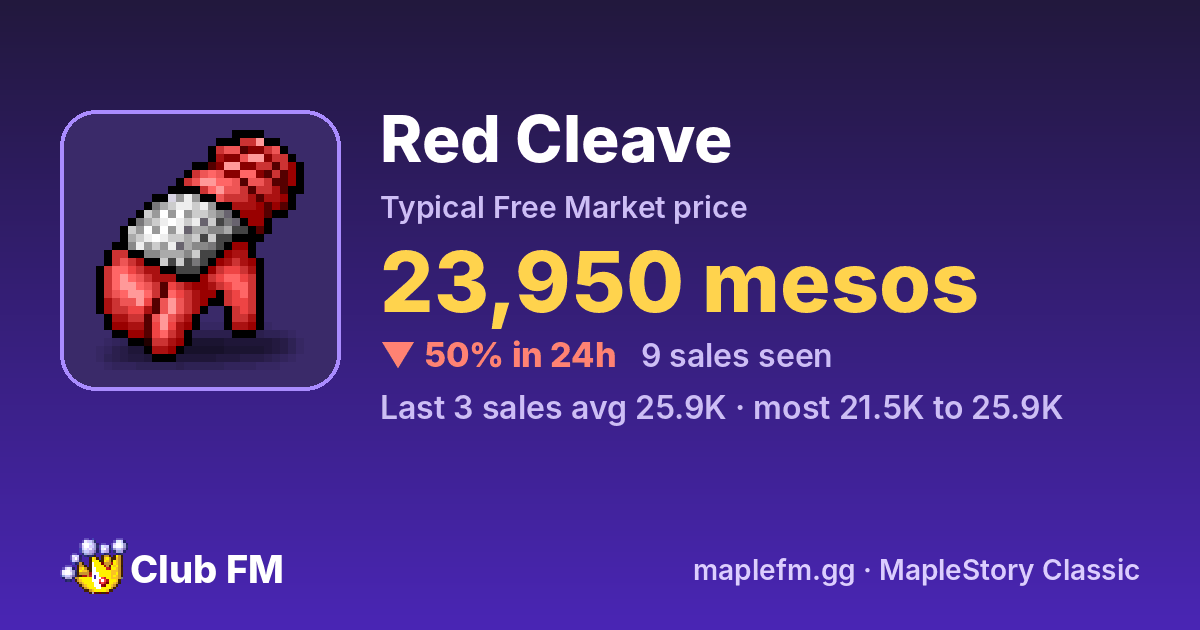 Red Cleave
Typical Free Market price
23,950 mesos
▼ 50% in 24h 9 sales seen
Last 3 sales avg 25.9K · most 21.5K to 25.9K
Club FM
maplefm.gg · MapleStory Classic